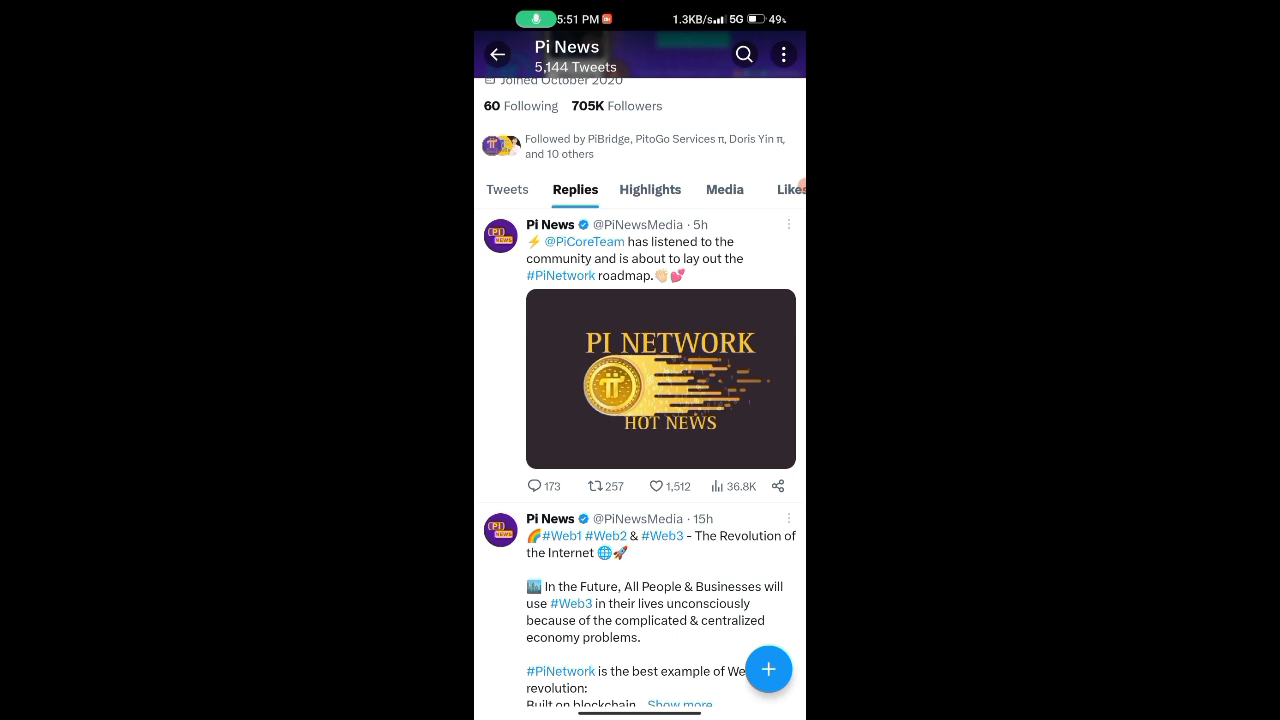 5:51 PM 1.3KB/s 5G 49%
Pi News
5,144 Tweets
Joined October 2020
60 Following 705K Followers
Followed by PiBridge, PitoGo Services π, Doris Yin π,
and 10 others
Tweets Replies Highlights Media Likes
Pi News @PiNewsMedia · 5h
⚡ @PiCoreTeam has listened to the
community and is about to lay out the
#PiNetwork roadmap.👏🏻💕
PI NETWORK
HOT NEWS
173 257 1,512 36.8K
Pi News @PiNewsMedia · 15h
🌈#Web1 #Web2 & #Web3 - The Revolution of
the Internet 🌐🚀
🏙️ In the Future, All People & Businesses will
use #Web3 in their lives unconsciously
because of the complicated & centralized
economy problems.
#PiNetwork is the best example of We
revolution:
Built on blockchain... Show more